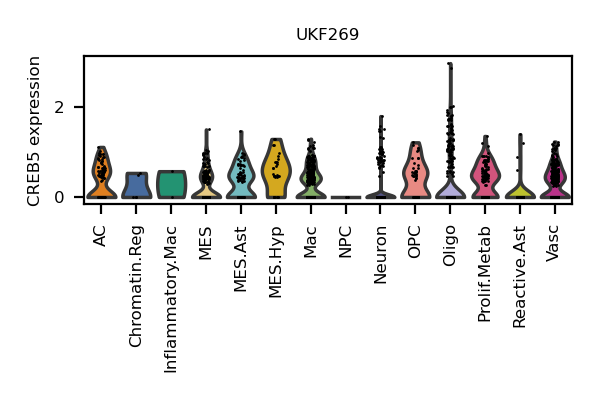 UKF269
CREB5 expression
2
0
AC
Chromatin.Reg
Inflammatory.Mac
MES
MES.Ast
MES.Hyp
Mac
NPC
Neuron
OPC
Oligo
Prolif.Metab
Reactive.Ast
Vasc